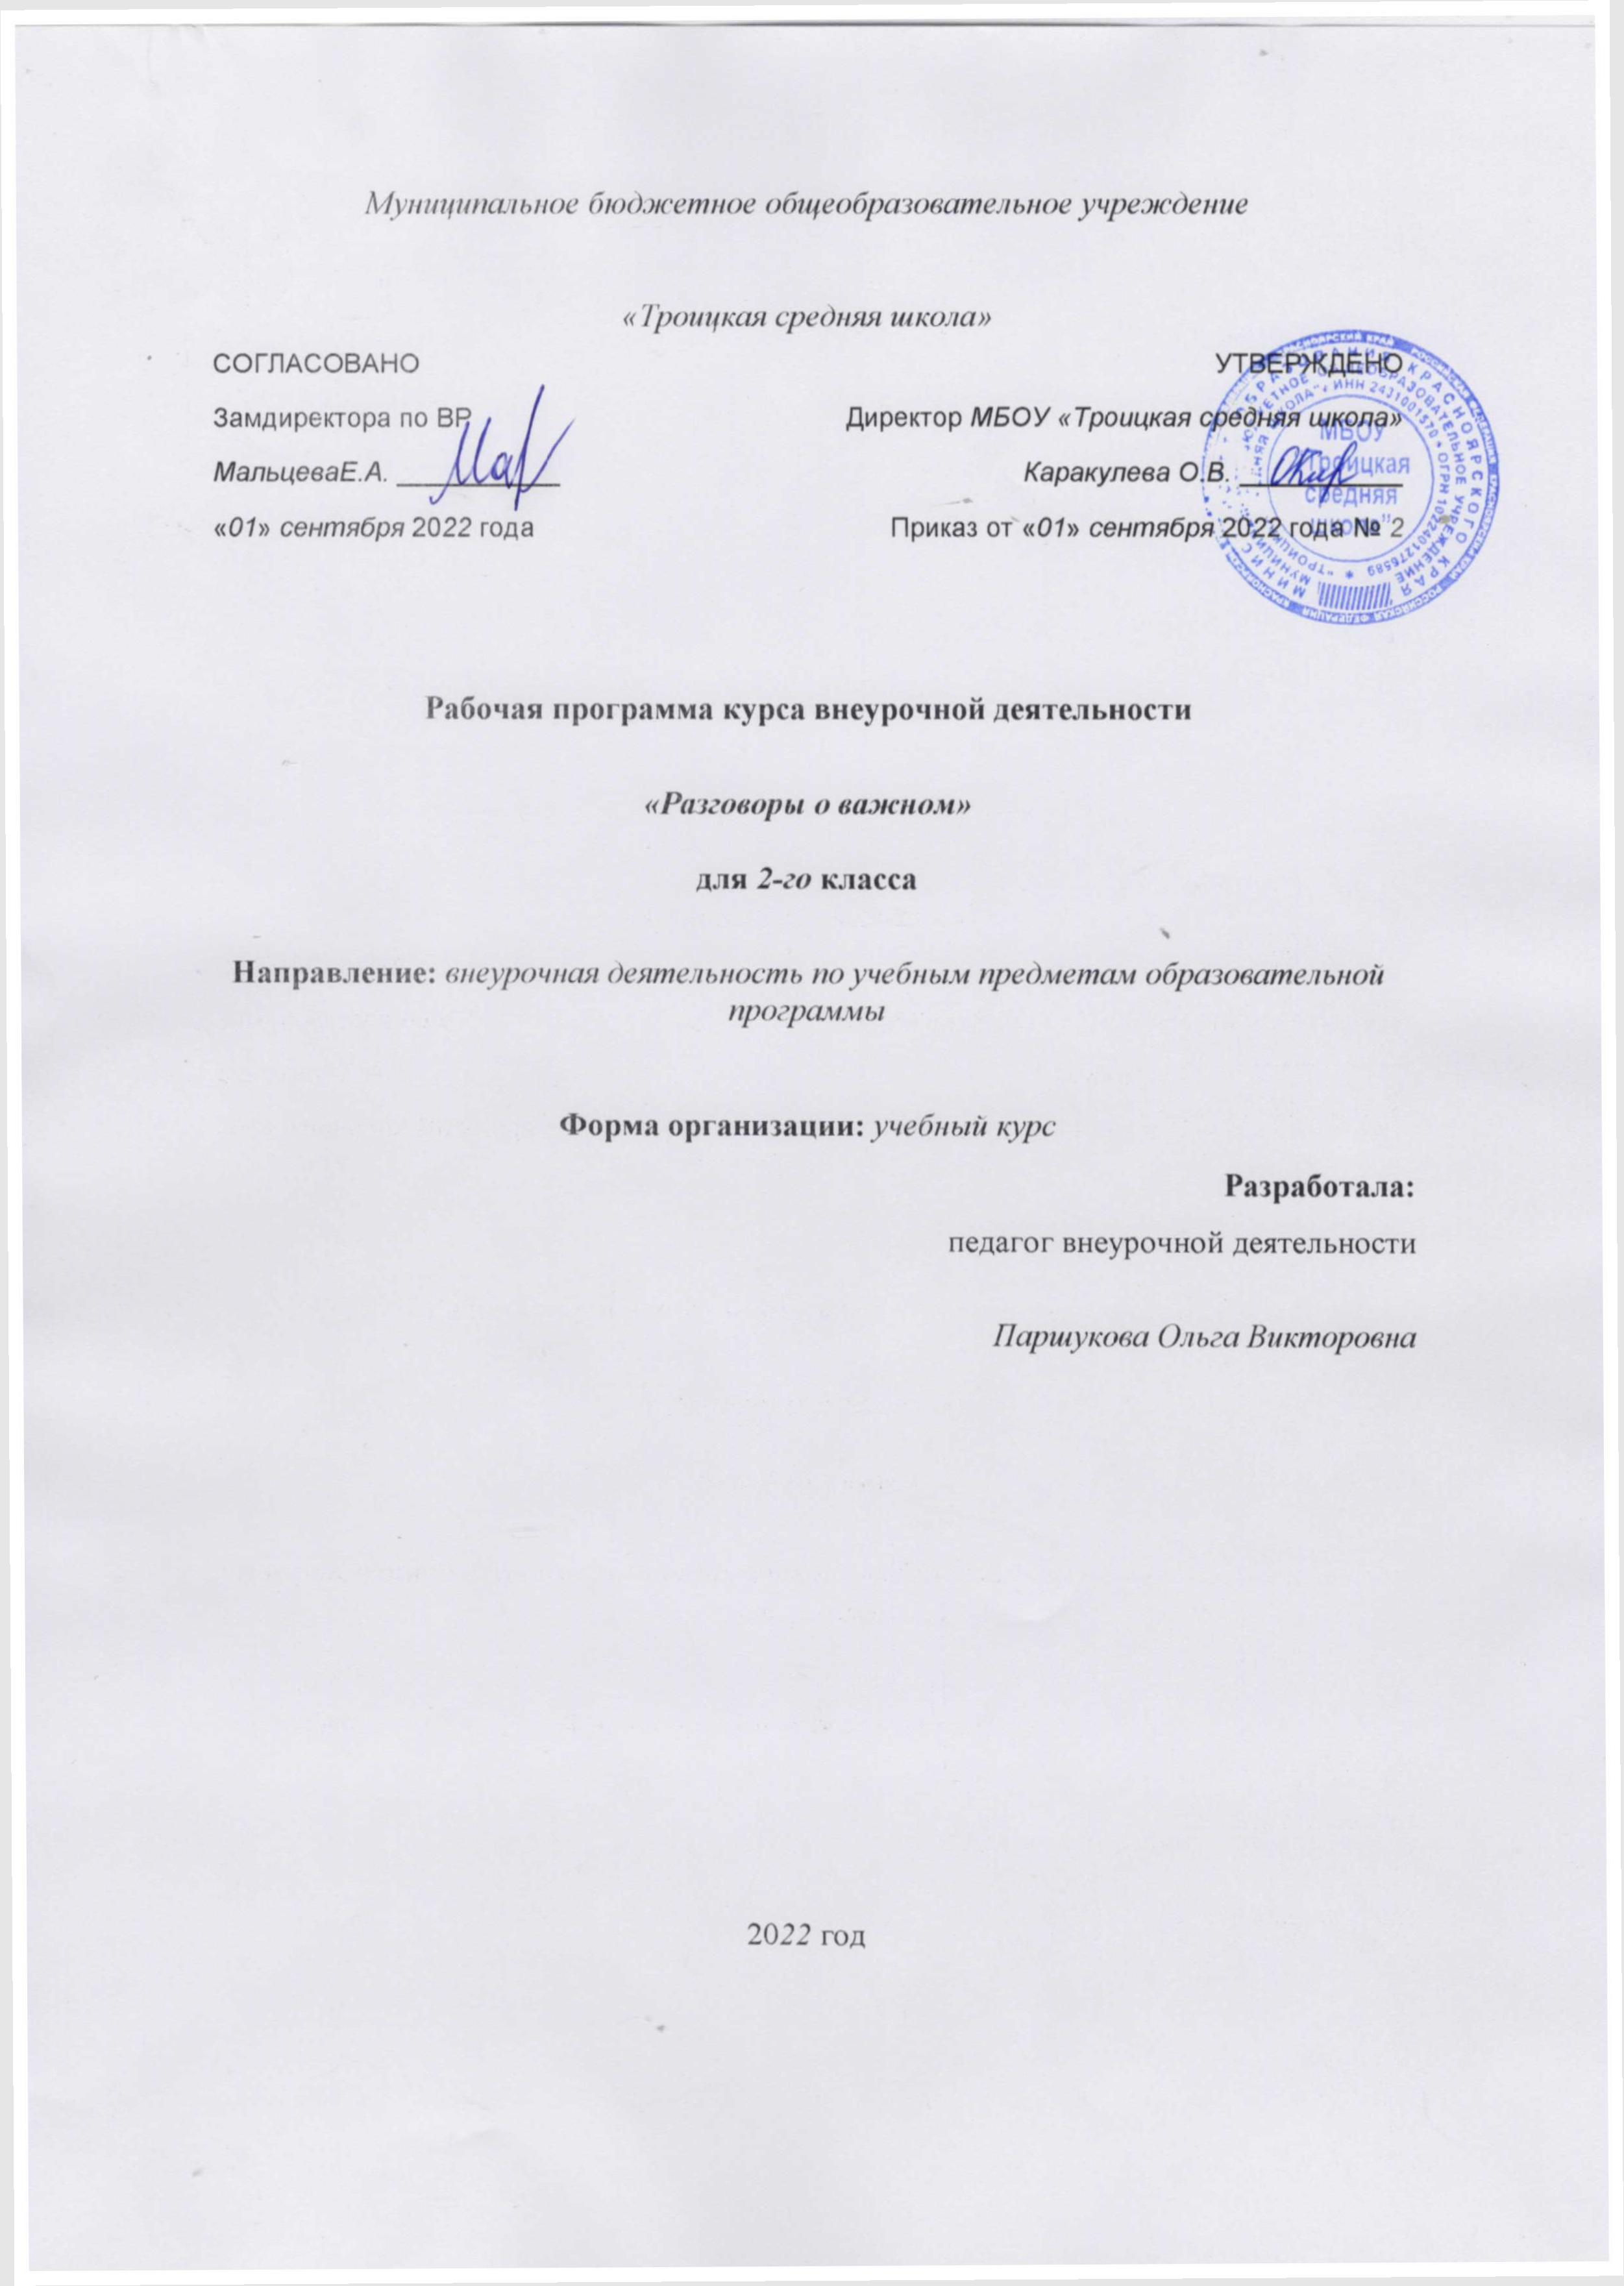 Муниципальное бюджетное общеобразовательное учреждение
«Троицкая средняя школа»
СОГЛАСОВАНО
Замдиректора по ВР
МальцеваЕ.А. ___________
«01» сентября 2022 года
УТВЕРЖДЕНО
Директор МБОУ «Троицкая средняя школа»
Каракулева О.В. ___________
Приказ от «01» сентября 2022 года № 2
МБОУ
"Троицкая
средняя
школа"
Рабочая программа курса внеурочной деятельности
«Разговоры о важном»
для 2-го класса
Направление: внеурочная деятельность по учебным предметам образовательной
программы
Форма организации: учебный курс
Разработала:
педагог внеурочной деятельности
Паршукова Ольга Викторовна
2022 год